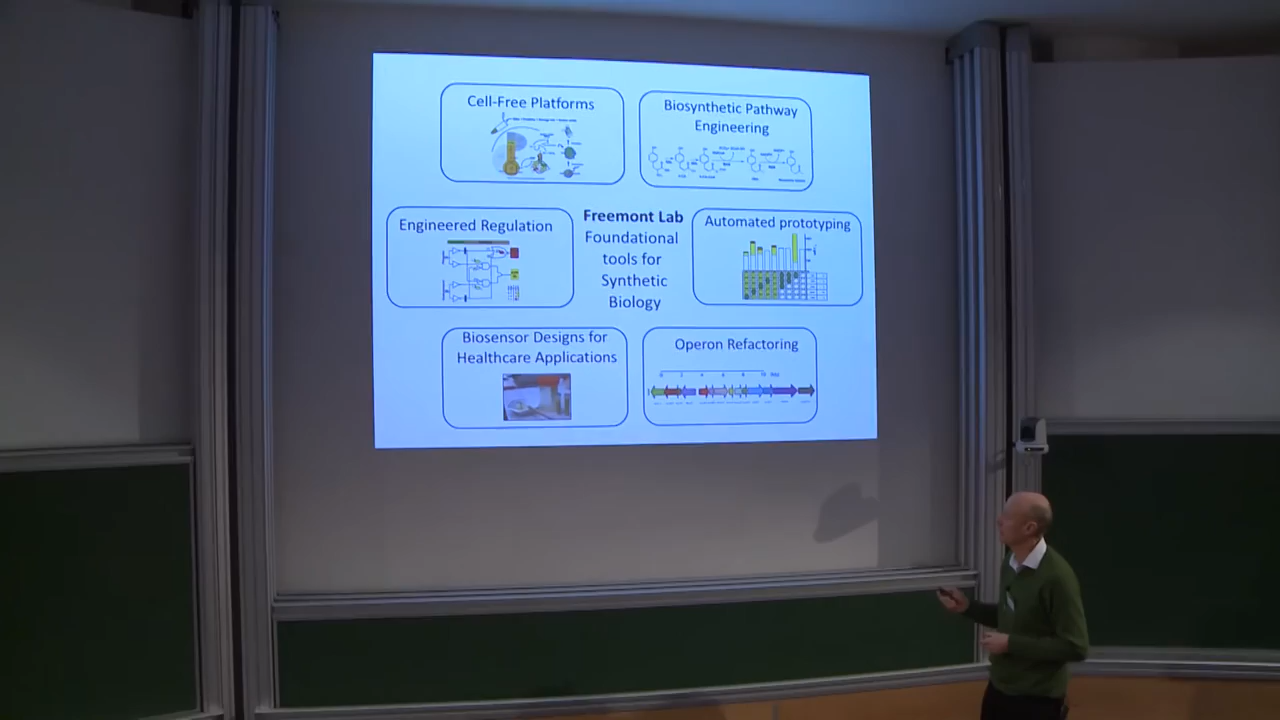 Cell-Free Platforms
Biosynthetic Pathway
Engineering
Engineered Regulation
Freemont Lab
Foundational
tools for
Synthetic
Biology
Automated prototyping
Biosensor Designs for
Healthcare Applications
Operon Refactoring